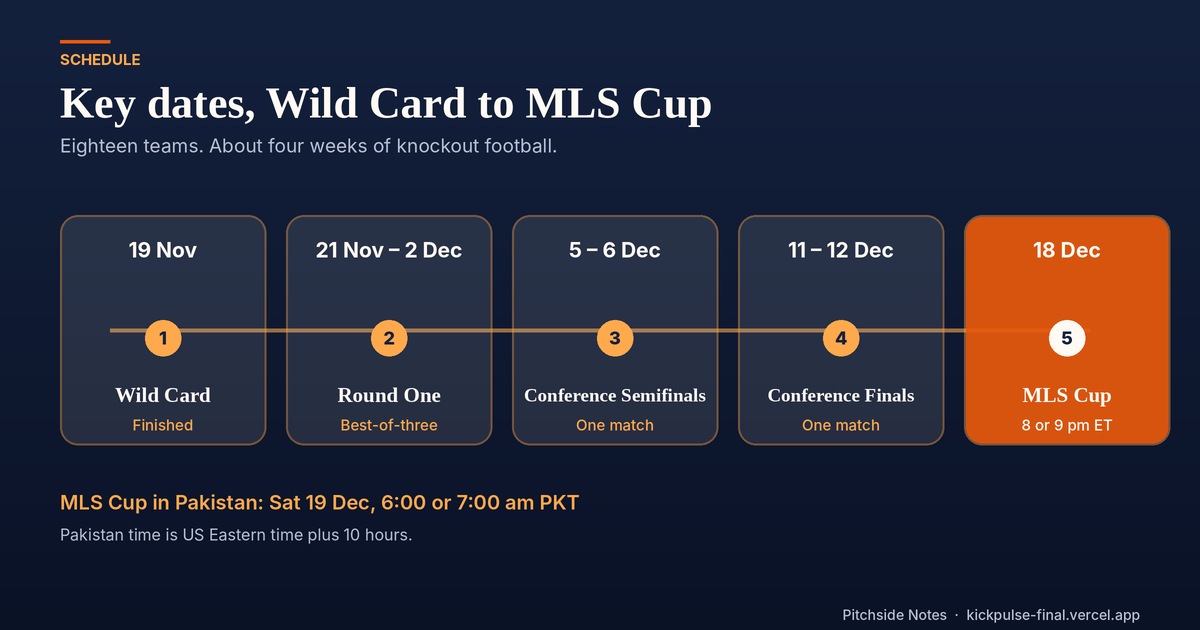 SCHEDULE
Key dates, Wild Card to MLS Cup
Eighteen teams. About four weeks of knockout football.
19 Nov
1
Wild Card
Finished
21 Nov – 2 Dec
2
Round One
Best-of-three
5 – 6 Dec
3
Conference Semifinals
One match
11 – 12 Dec
4
Conference Finals
One match
18 Dec
5
MLS Cup
8 or 9 pm ET
MLS Cup in Pakistan: Sat 19 Dec, 6:00 or 7:00 am PKT
Pakistan time is US Eastern time plus 10 hours.
Pitchside Notes · kickpulse-final.vercel.app